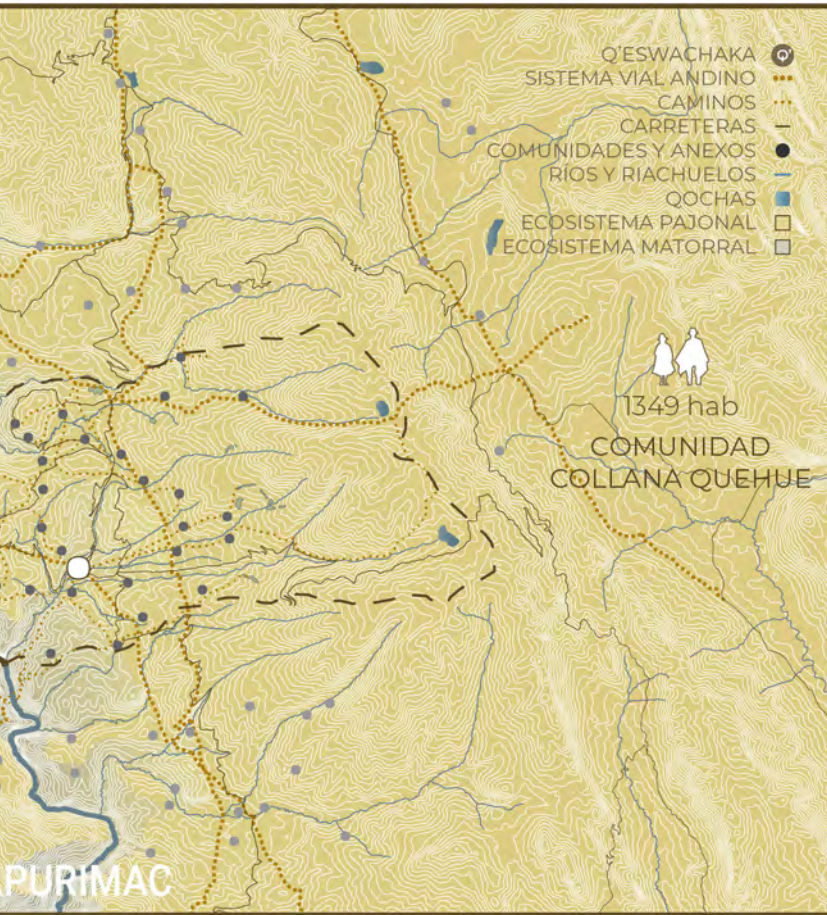 Q'ESWACHAKA Q'
SISTEMA VIAL ANDINO
CAMINOS
CARRETERAS
COMUNIDADES Y ANEXOS
RÍOS Y RIACHUELOS
QOCHAS
ECOSISTEMA PAJONAL
ECOSISTEMA MATORRAL
1349 hab
COMUNIDAD
COLLANA QUEHUE
APURIMAC